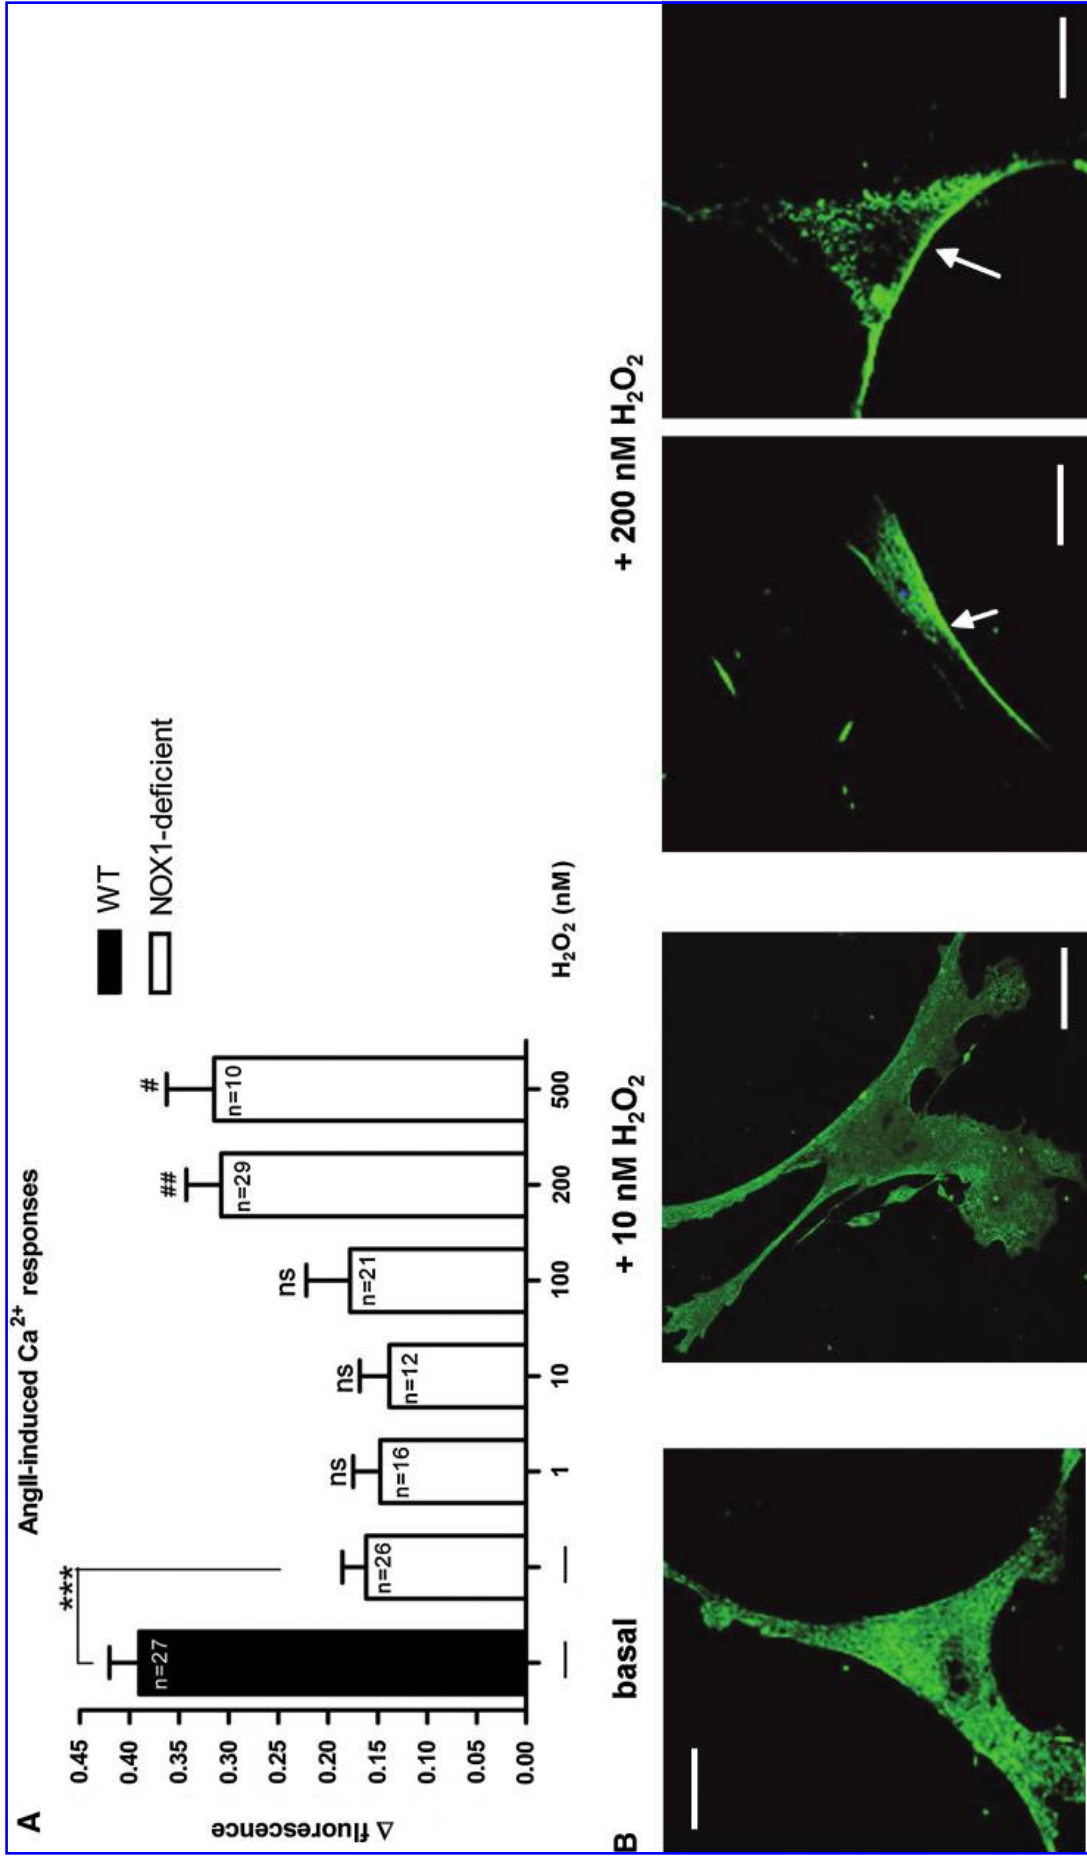 A
AngII-induced Ca²⁺ responses
WT
NOX1-deficient
***
ns
ns
ns
##
#
n=27
n=26
n=16
n=12
n=21
n=29
n=10
Δ fluorescence
0.45
0.40
0.35
0.30
0.25
0.20
0.15
0.10
0.05
0.00
— — 1 10 100 200 500
H₂O₂ (nM)
B
basal
+ 10 nM H₂O₂
+ 200 nM H₂O₂